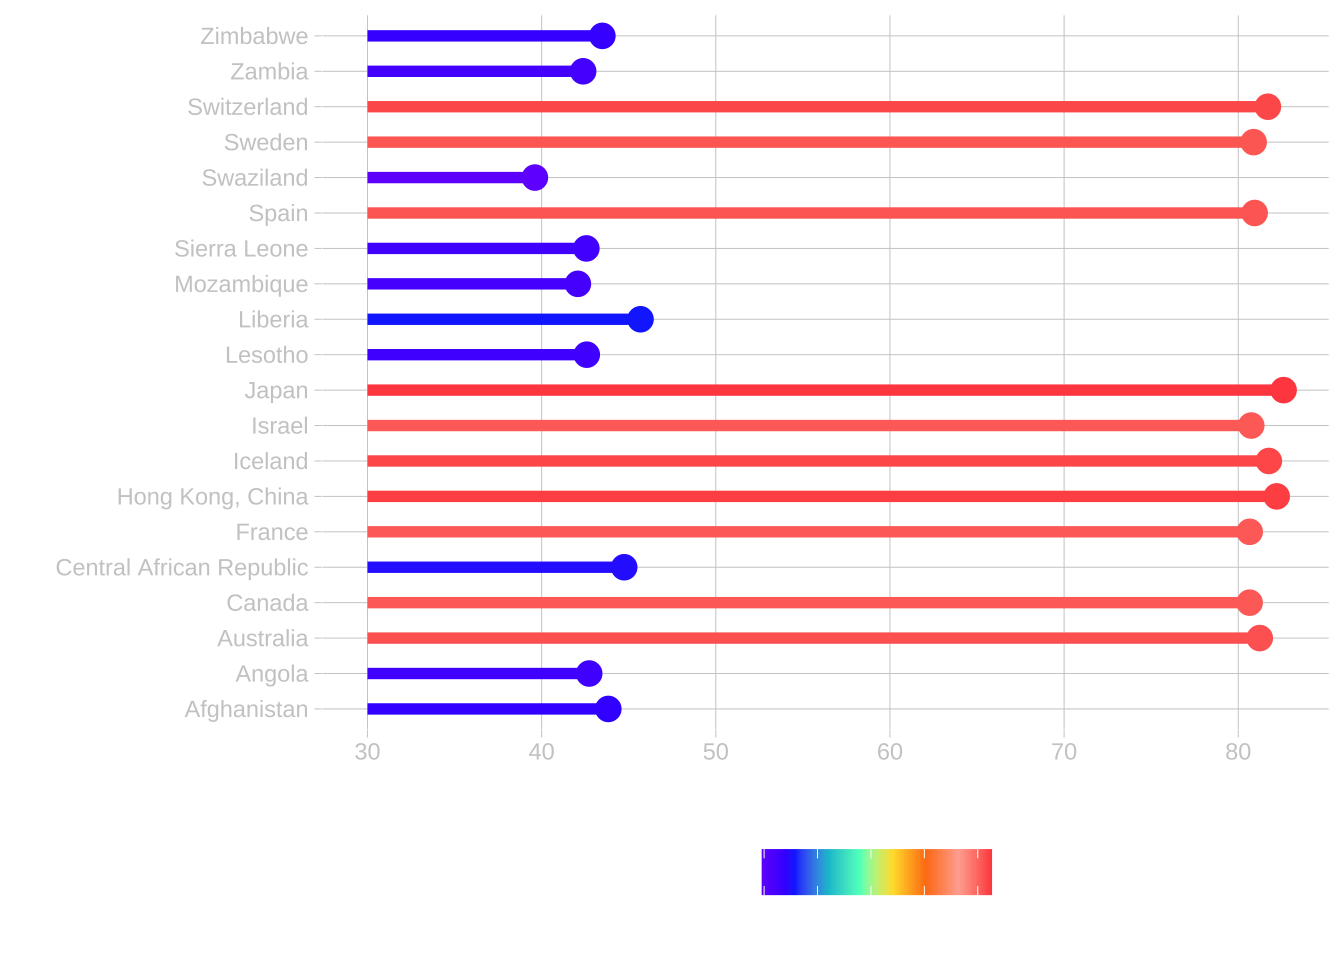 Zimbabwe
Zambia
Switzerland
Sweden
Swaziland
Spain
Sierra Leone
Mozambique
Liberia
Lesotho
Japan
Israel
Iceland
Hong Kong, China
France
Central African Republic
Canada
Australia
Angola
Afghanistan
30 40 50 60 70 80